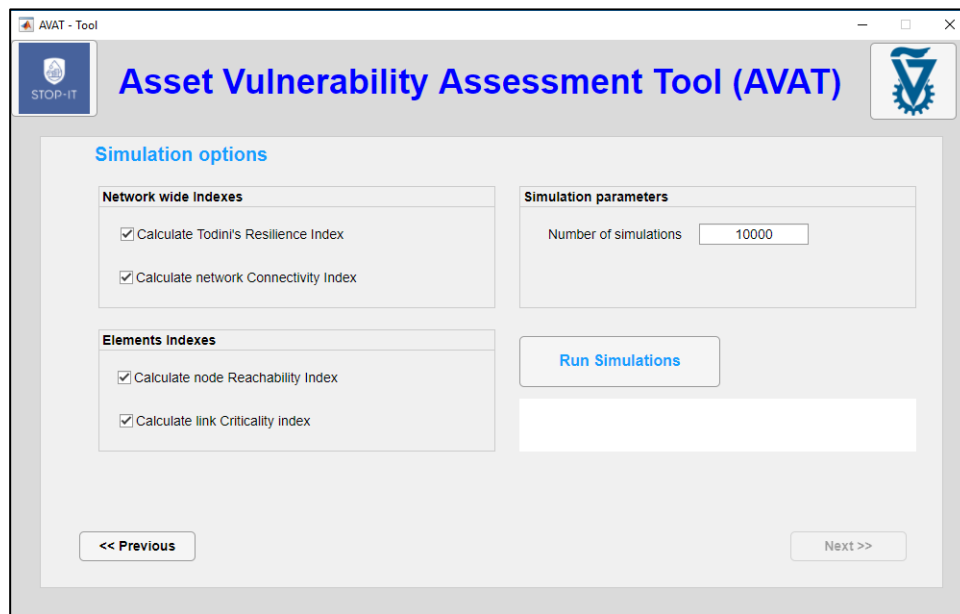 AVAT - Tool
STOP-IT
Asset Vulnerability Assessment Tool (AVAT)
Simulation options
Network wide Indexes
Calculate Todini's Resilience Index
Calculate network Connectivity Index
Simulation parameters
Number of simulations 10000
Elements Indexes
Calculate node Reachability Index
Calculate link Criticality index
Run Simulations
<< Previous
Next >>